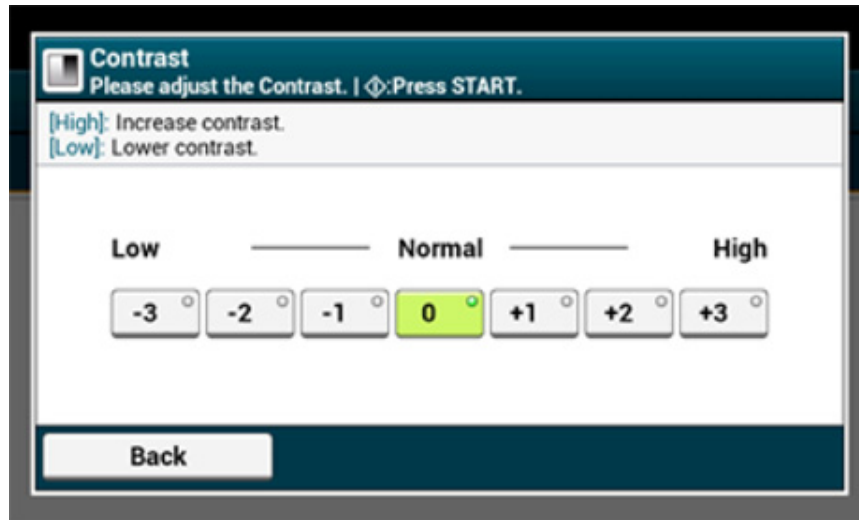 Contrast
Please adjust the Contrast. | :Press START.
[High]: Increase contrast.
[Low]: Lower contrast.
Low Normal High
-3 -2 -1 0 +1 +2 +3
Back